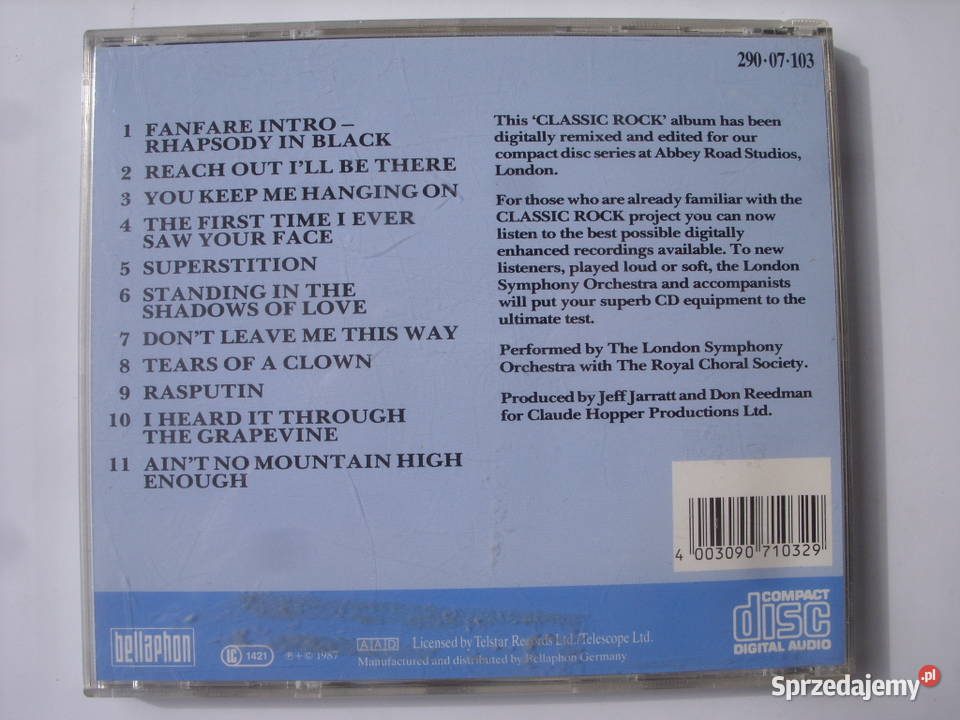 290·07·103
1 FANFARE INTRO –
RHAPSODY IN BLACK
2 REACH OUT I'LL BE THERE
3 YOU KEEP ME HANGING ON
4 THE FIRST TIME I EVER
SAW YOUR FACE
5 SUPERSTITION
6 STANDING IN THE
SHADOWS OF LOVE
7 DON'T LEAVE ME THIS WAY
8 TEARS OF A CLOWN
9 RASPUTIN
10 I HEARD IT THROUGH
THE GRAPEVINE
11 AIN'T NO MOUNTAIN HIGH
ENOUGH
This 'CLASSIC ROCK' album has been
digitally remixed and edited for our
compact disc series at Abbey Road Studios,
London.
For those who are already familiar with the
CLASSIC ROCK project you can now
listen to the best possible digitally
enhanced recordings available. To new
listeners, played loud or soft, the London
Symphony Orchestra and accompanists
will put your superb CD equipment to the
ultimate test.
Performed by The London Symphony
Orchestra with The Royal Choral Society.
Produced by Jeff Jarratt and Don Reedman
for Claude Hopper Productions Ltd.
4 003090 710329
bellaphon
LC 1421
℗+© 1987
AAD
Licensed by Telstar Records Ltd./Telescope Ltd.
Manufactured and distributed by Bellaphon Germany
COMPACT
disc
DIGITAL AUDIO
Sprzedajemy.pl